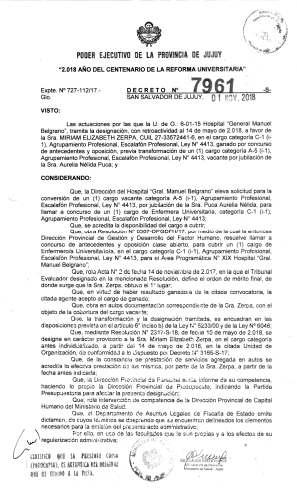 PODER EJECUTIVO DE LA PROVINCIA DE JUJUY
"2.018 AÑO DEL CENTENARIO DE LA REFORMA UNIVERSITARIA"
Expte. Nº 727-112/17.- DECRETO Nº 7961 -S-
SAN SALVADOR DE JUJUY, 01 NOV. 2018
VISTO:
Las actuaciones por las que la U. de O.: 6-01-15 Hospital "General Manuel
Belgrano", tramita la designación, con retroactividad al 14 de mayo de 2.018, a favor de
la Sra. MIRIAM ELIZABETH ZERPA, CUIL 27-33572441-6, en el cargo categoría C-1 (i-1),
Agrupamiento Profesional, Escalafón Profesional, Ley Nº 4413, ganado por concurso
de antecedentes y oposición, previa transformación de un (1) cargo categoría A-5 (i-1),
Agrupamiento Profesional, Escalafón Profesional, Ley Nº 4413, vacante por jubilación de
la Sra. Aurelia Nélida Puca; y
CONSIDERANDO:
Que, la Dirección del Hospital "Gral. Manuel Belgrano" eleva solicitud para la
conversión de un (1) cargo vacante categoría A-5 (i-1), Agrupamiento Profesional,
Escalafón Profesional, Ley Nº 4413, por jubilación de la Sra. Puca Aurelia Nélida, para
llamar a concurso de un (1) cargo de Enfermera Universitaria, categoría C-1 (i-1),
Agrupamiento Profesional, Escalafón Profesional, Ley Nº 4413;
Que, se acredita la disponibilidad del cargo a cubrir;
Que, obra Resolución por medio de la cual la entonces
Dirección Provincial de Gestión y Desarrollo del Factor Humano, resuelve llamar a
concurso de antecedentes y oposición clase abierto, para cubrir un (1) cargo de
Enfermero/a Universitario/a, en el cargo categoría C-1 (i-1), Agrupamiento Profesional,
Escalafón Profesional, Ley Nº 4413, para el Área Programática Nº XIX Hospital "Gral.
Manuel Belgrano";
Que, rola Acta Nº 2 de fecha 14 de noviembre de 2.017, en la que el Tribunal
Evaluador designado en la mencionada Resolución, define el orden de mérito final, de
donde surge que la Sra. Zerpa, obtuvo el 1º lugar;
Que, en virtud de haber resultado ganadora de la citada convocatoria, la
citada agente acepto el cargo de ganado;
Que, obra en autos documentación correspondiente de la Sra. Zerpa, con el
objeto de la cobertura del cargo vacante;
Que, la transformación y la designación tramitada, se encuadran en las
disposiciones prevista en el artículo 6º inciso b) de la Ley Nº 5233/00 y de la Ley Nº 6046;
Que, mediante Resolución Nº 2517-S-18, de fecha 10 de mayo de 2.018, se
designa en carácter provisorio a la Sra. Miriam Elizabeth Zerpa, en el cargo categoría
antes individualizado, a partir del 14 de mayo de 2.018, en la citada Unidad de
Organización, de conformidad a lo dispuesto por Decreto Nº 3165-S-17;
Que, de la constancia de prestación de servicios agregada en autos se
acredita la efectiva prestación de los mismos, por parte de la Sra. Zerpa, a partir de la
fecha antes indicada;
Que, la Dirección Provincial de Personal emite informe de su competencia,
haciendo lo propio la Dirección Provincial de Presupuesto, indicando la Partida
Presupuestaria para afectar la presente designación;
Que, rola intervención de competencia de la Dirección Provincial de Capital
Humano del Ministerio de Salud;
Que, el Departamento de Asuntos Legales de Fiscalía de Estado emite
dictamen, de cuyos términos se desprende que se encuentran definidos los elementos
necesarios para la emisión del presente acto administrativo;
Por ello, en uso de las facultades que le son propias y a los efectos de su
regularización administrativa;
CERTIFICO QUE LA PRESENTE COPIA
(FOTOCOPIA), ES AUTENTICA DEL ORIGINAL
QUE HE TENIDO A LA VISTA.